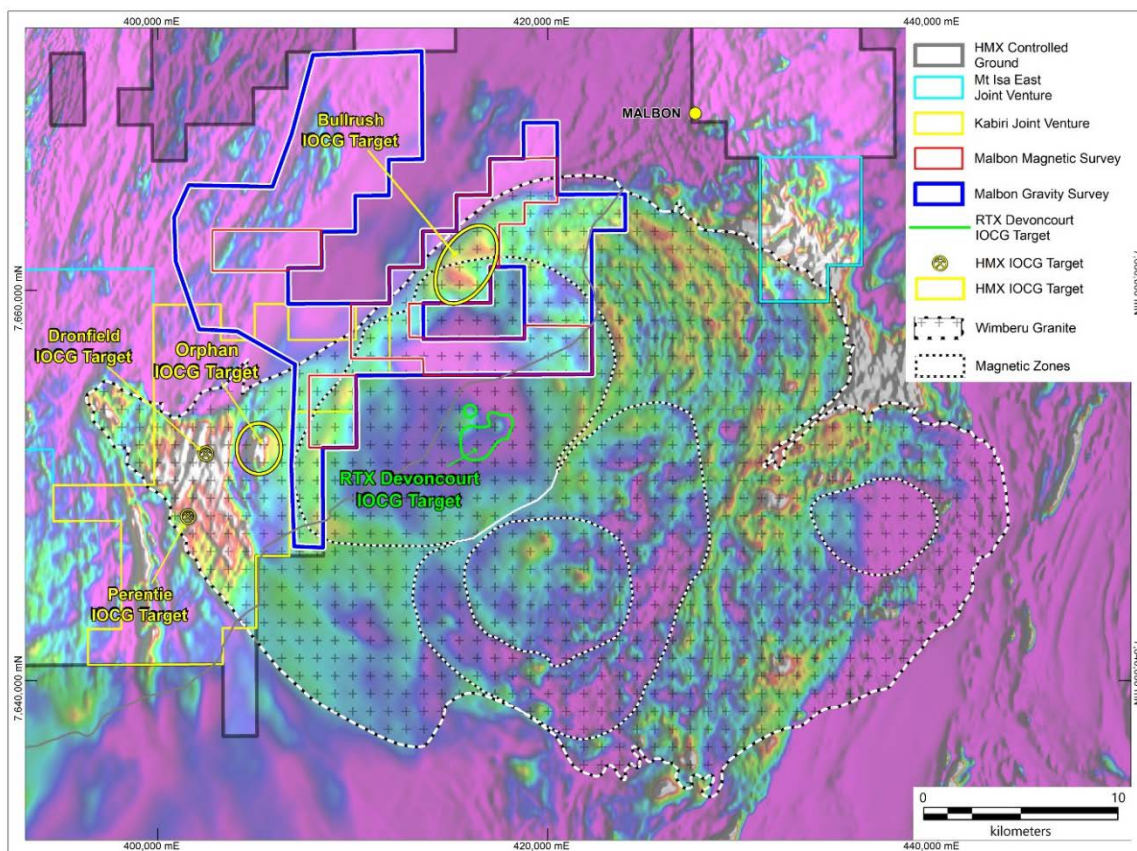 400,000 mE
420,000 mE
440,000 mE
HMX Controlled
Ground
Mt Isa East
Joint Venture
Kabiri Joint Venture
Malbon Magnetic Survey
Malbon Gravity Survey
RTX Devoncourt
IOCG Target
HMX IOCG Target
HMX IOCG Target
Wimberu Granite
Magnetic Zones
Bullrush
IOCG Target
MALBON
7,660,000 mN
Dronfield
IOCG Target
Orphan
IOCG Target
RTX Devoncourt
IOCG Target
Perentie
IOCG Target
7,640,000 mN
0
10
kilometers
400,000 mE
420,000 mE
440,000 mE